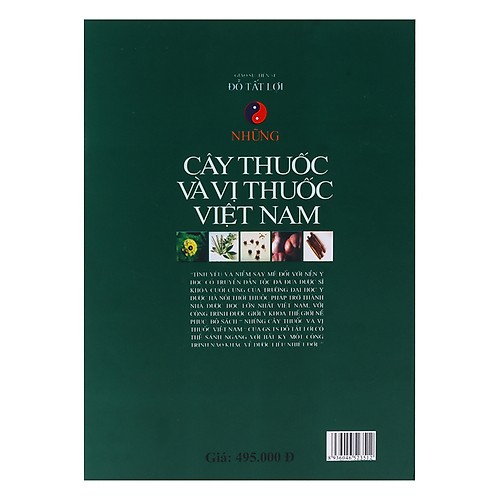 GIÁO SƯ TIẾN SĨ
ĐỖ TẤT LỢI
NHỮNG
CÂY THUỐC
VÀ VỊ THUỐC
VIỆT NAM
"TÌNH YÊU VÀ NIỀM SAY MÊ ĐỐI VỚI NỀN Y
HỌC CỔ TRUYỀN DÂN TỘC ĐÃ ĐƯA DƯỢC SĨ
KHÓA CUỐI CÙNG CỦA TRƯỜNG ĐẠI HỌC Y
DƯỢC HÀ NỘI THỜI THUỘC PHÁP TRỞ THÀNH
NHÀ DƯỢC HỌC LỚN NHẤT VIỆT NAM, VỚI
CÔNG TRÌNH ĐƯỢC GIỚI Y KHOA THẾ GIỚI NỂ
PHỤC. BỘ SÁCH " NHỮNG CÂY THUỐC VÀ VỊ
THUỐC VIỆT NAM " CỦA GS-TS ĐỖ TẤT LỢI CÓ
THỂ SÁNH NGANG VỚI BẤT KỲ MỘT CÔNG
TRÌNH NÀO KHÁC VỀ DƯỢC LIỆU NHIỆT ĐỚI."
Giá: 495.000 Đ
8 936046 523512